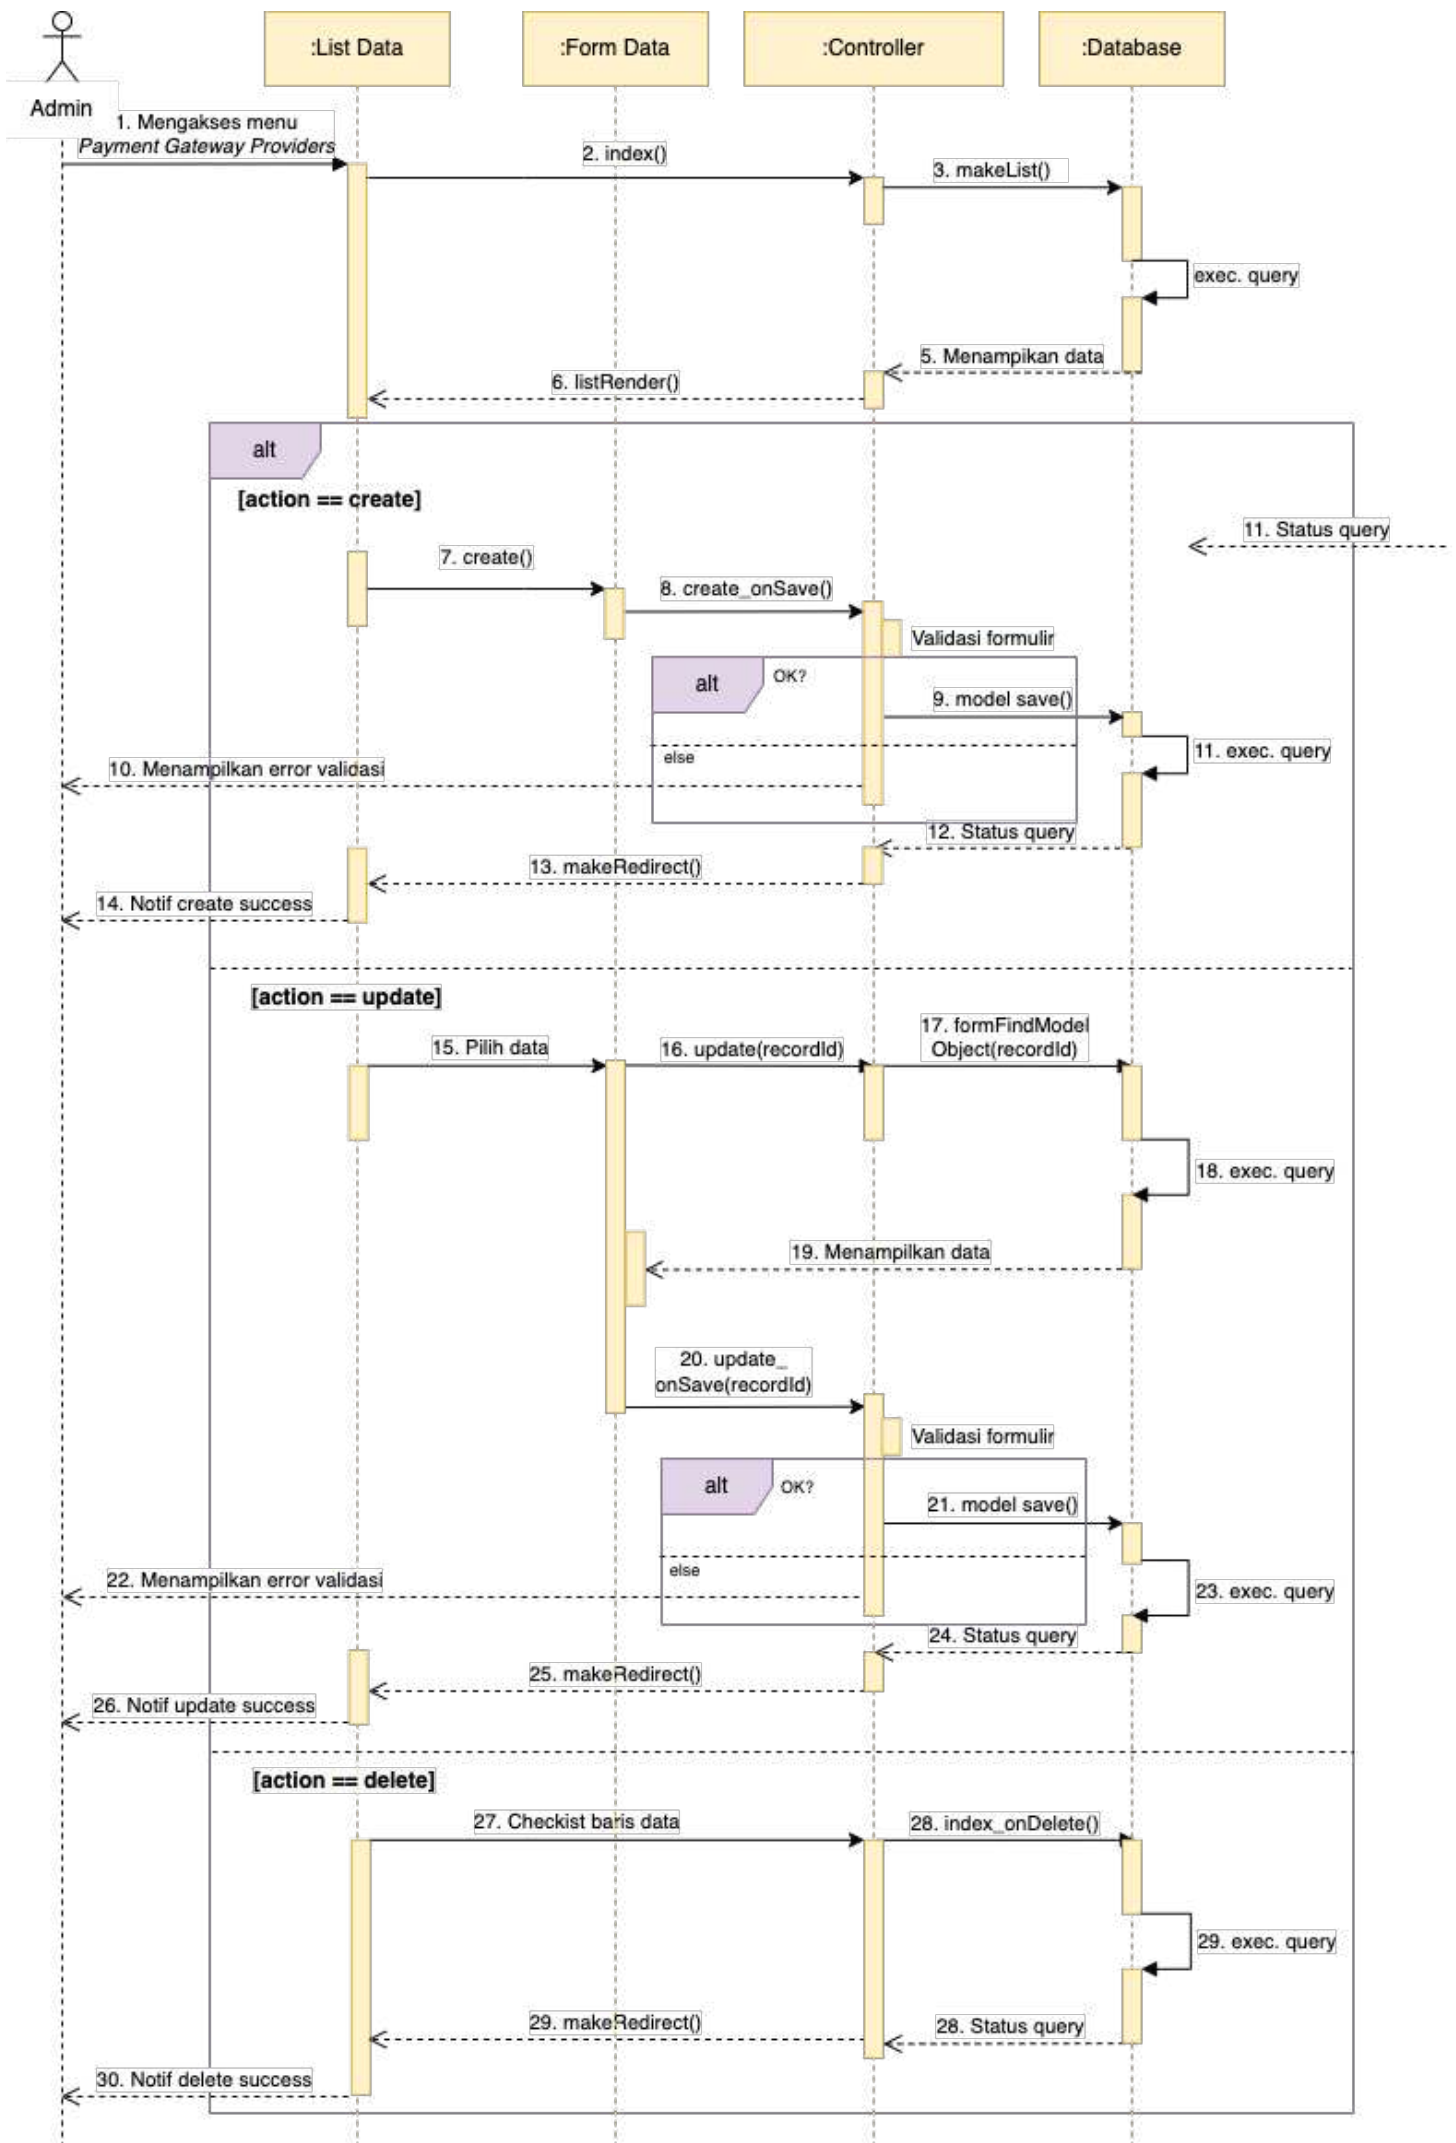 :List Data
:Form Data
:Controller
:Database
Admin
1. Mengakses menu
Payment Gateway Providers
2. index()
3. makeList()
exec. query
5. Menampikan data
6. listRender()
alt
[action == create]
11. Status query
7. create()
8. create_onSave()
Validasi formulir
alt
OK?
9. model save()
11. exec. query
else
10. Menampilkan error validasi
12. Status query
13. makeRedirect()
14. Notif create success
[action == update]
15. Pilih data
16. update(recordId)
17. formFindModel
Object(recordId)
18. exec. query
19. Menampilkan data
20. update_
onSave(recordId)
Validasi formulir
alt
OK?
21. model save()
else
22. Menampilkan error validasi
23. exec. query
24. Status query
25. makeRedirect()
26. Notif update success
[action == delete]
27. Checkist baris data
28. index_onDelete()
29. exec. query
29. makeRedirect()
28. Status query
30. Notif delete success